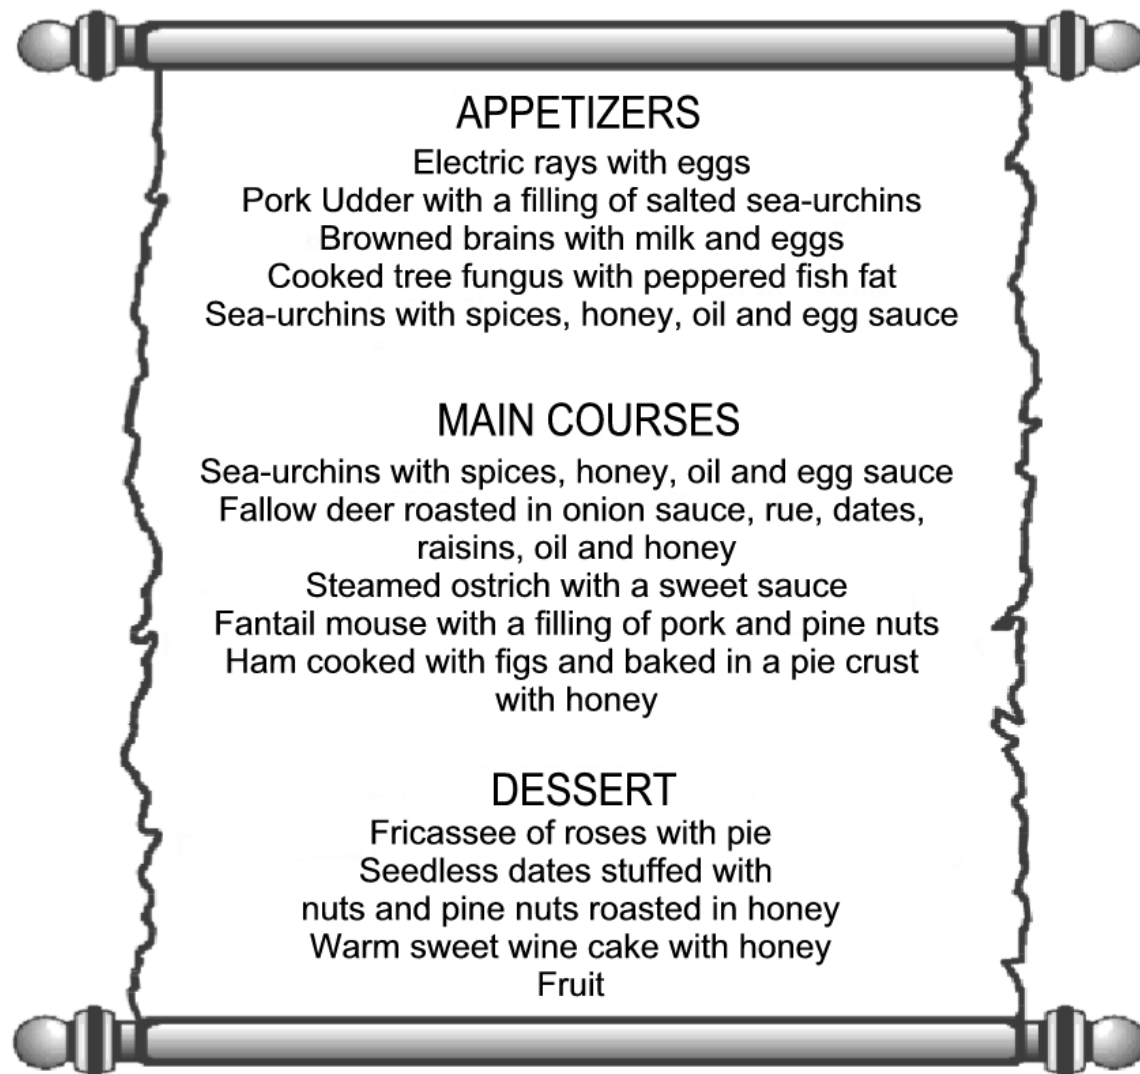 APPETIZERS
Electric rays with eggs
Pork Udder with a filling of salted sea-urchins
Browned brains with milk and eggs
Cooked tree fungus with peppered fish fat
Sea-urchins with spices, honey, oil and egg sauce
MAIN COURSES
Sea-urchins with spices, honey, oil and egg sauce
Fallow deer roasted in onion sauce, rue, dates,
raisins, oil and honey
Steamed ostrich with a sweet sauce
Fantail mouse with a filling of pork and pine nuts
Ham cooked with figs and baked in a pie crust
with honey
DESSERT
Fricassee of roses with pie
Seedless dates stuffed with
nuts and pine nuts roasted in honey
Warm sweet wine cake with honey
Fruit